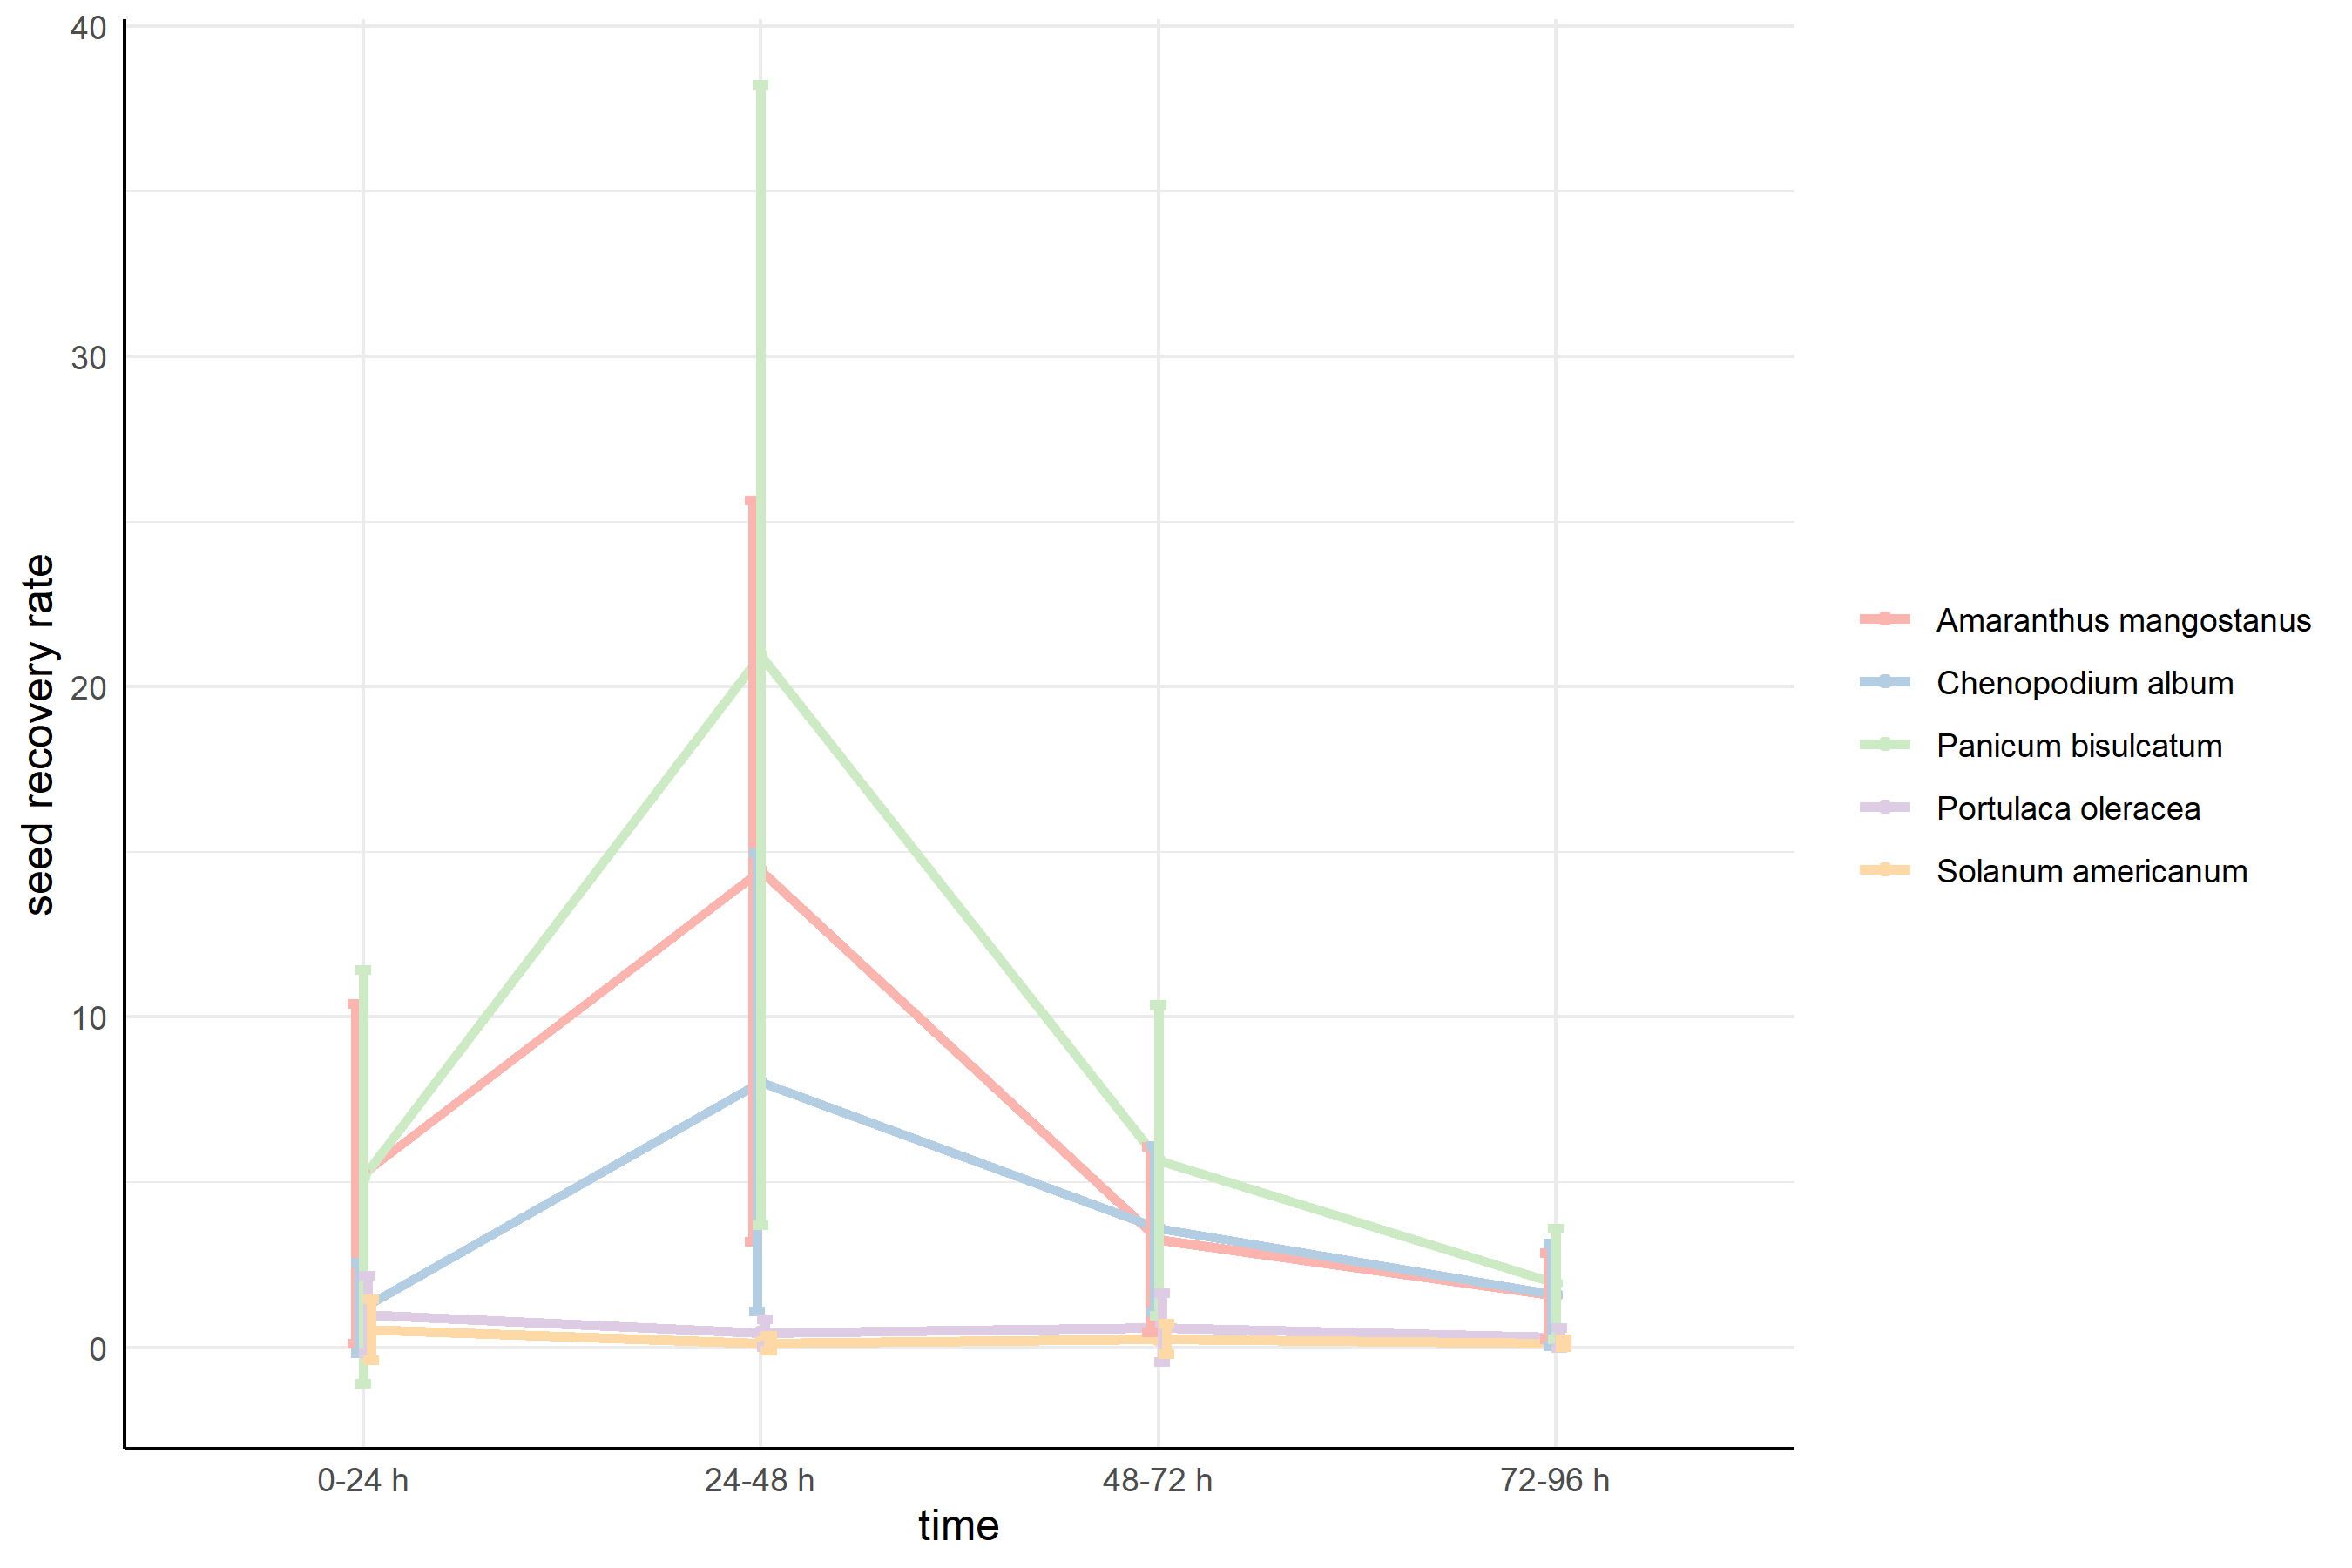 40
30
20
10
0
seed recovery rate
0-24 h
24-48 h
48-72 h
72-96 h
time
Amaranthus mangostanus
Chenopodium album
Panicum bisulcatum
Portulaca oleracea
Solanum americanum